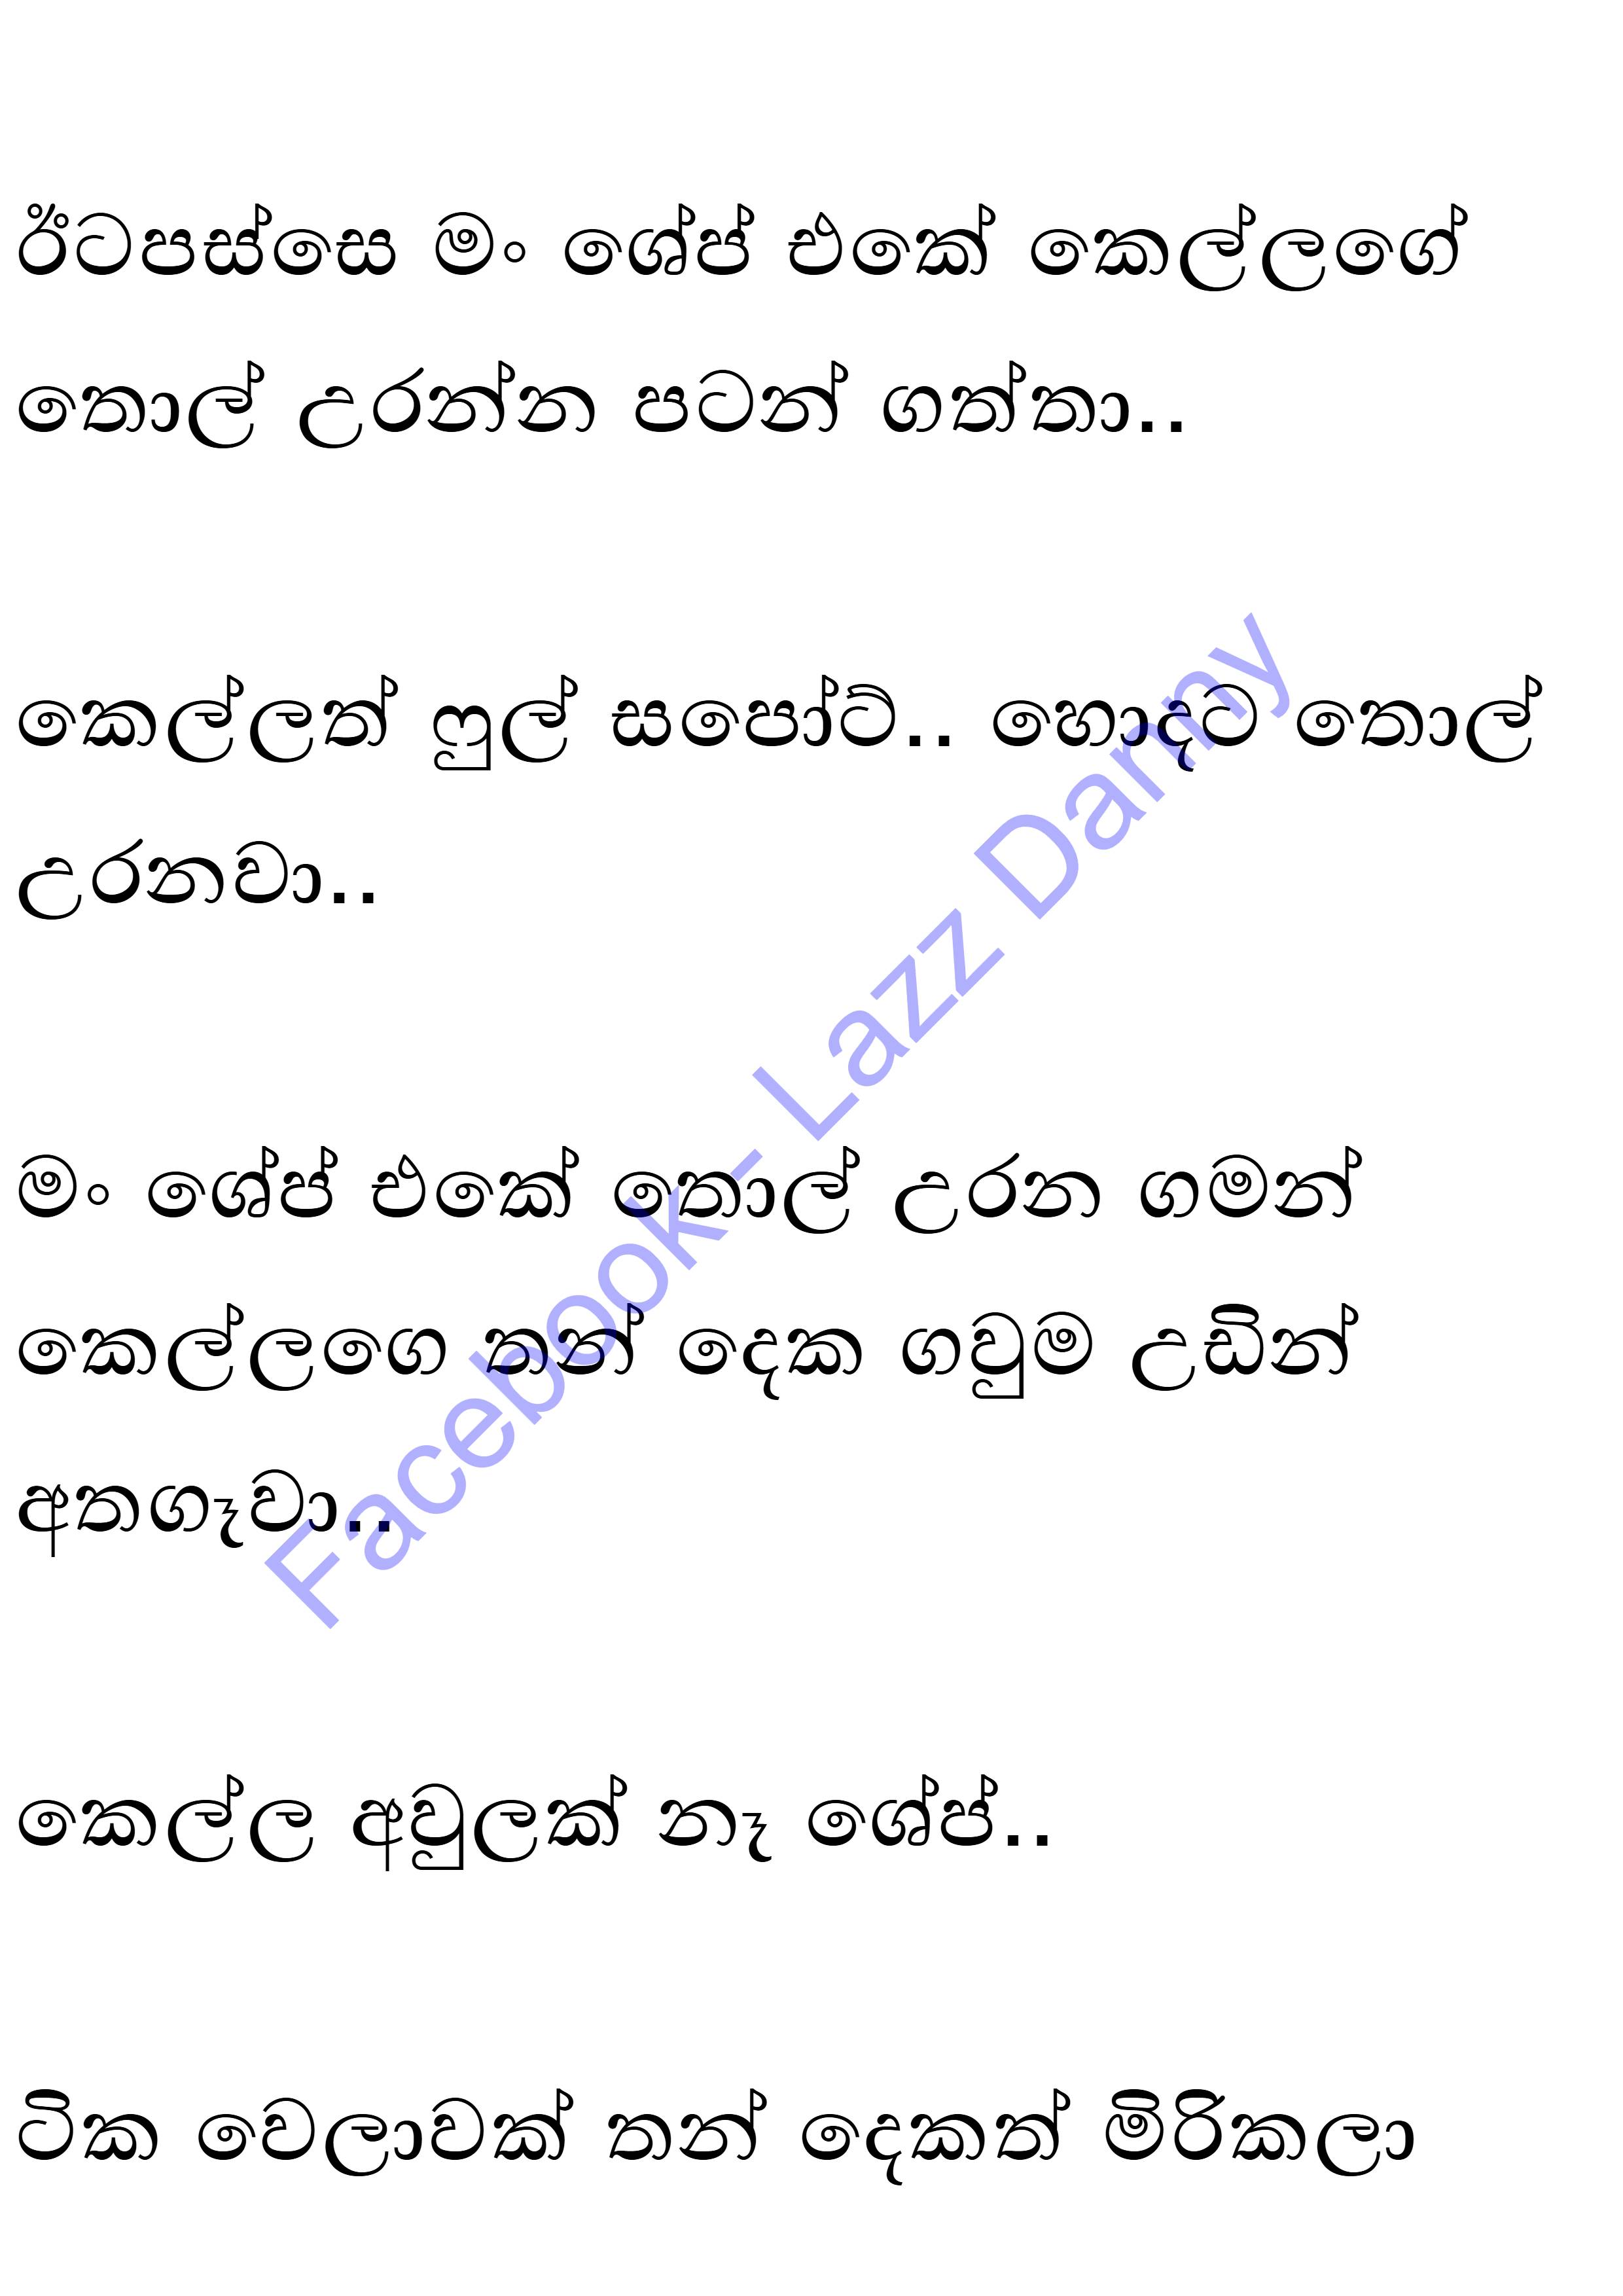 ඊටපස්සෙ මං ශේප් එකේ කෙල්ලගේ
තොල් උරන්න පටන් ගත්තා..
කෙල්ලත් ෆුල් සපෝට්.. හොදට තොල්
උරනවා..
මං ශේප් එකේ තොල් උරන ගමන්
කෙල්ලගෙ තන් දෙක ගවුම උඩින්
අතගෑවා..
කෙල්ල අවුලක් නෑ ශේප්..
ටික වෙලාවක් තන් දෙකත් මිරිකලා
Facebook- Lazz Danny